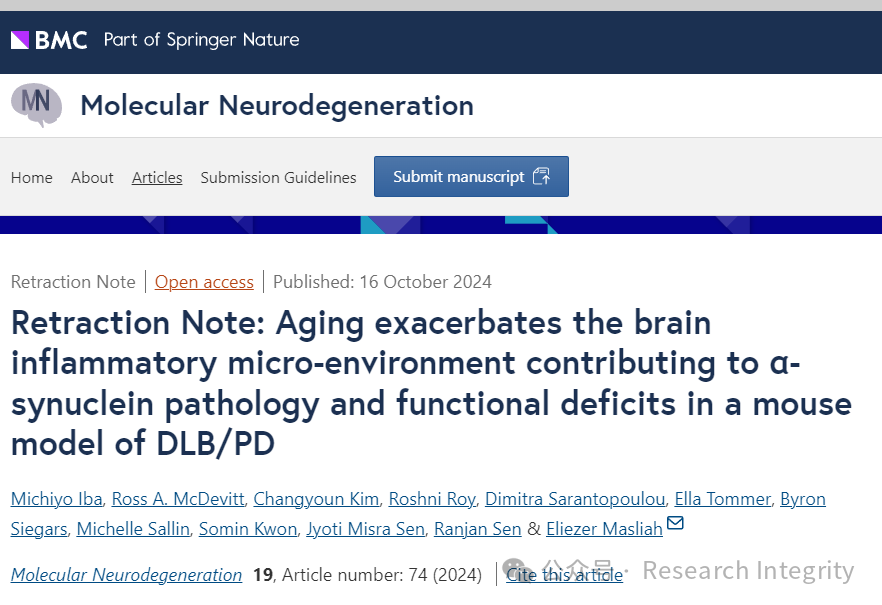 BMC Part of Springer Nature
MN Molecular Neurodegeneration
Home About Articles Submission Guidelines Submit manuscript
Retraction Note | Open access | Published: 16 October 2024
Retraction Note: Aging exacerbates the brain
inflammatory micro-environment contributing to α-
synuclein pathology and functional deficits in a mouse
model of DLB/PD
Michiyo Iba, Ross A. McDevitt, Changyoun Kim, Roshni Roy, Dimitra Sarantopoulou, Ella Tommer, Byron
Siegars, Michelle Sallin, Somin Kwon, Jyoti Misra Sen, Ranjan Sen & Eliezer Masliah
Molecular Neurodegeneration 19, Article number: 74 (2024) | Cite this article
公众号 · Research Integrity